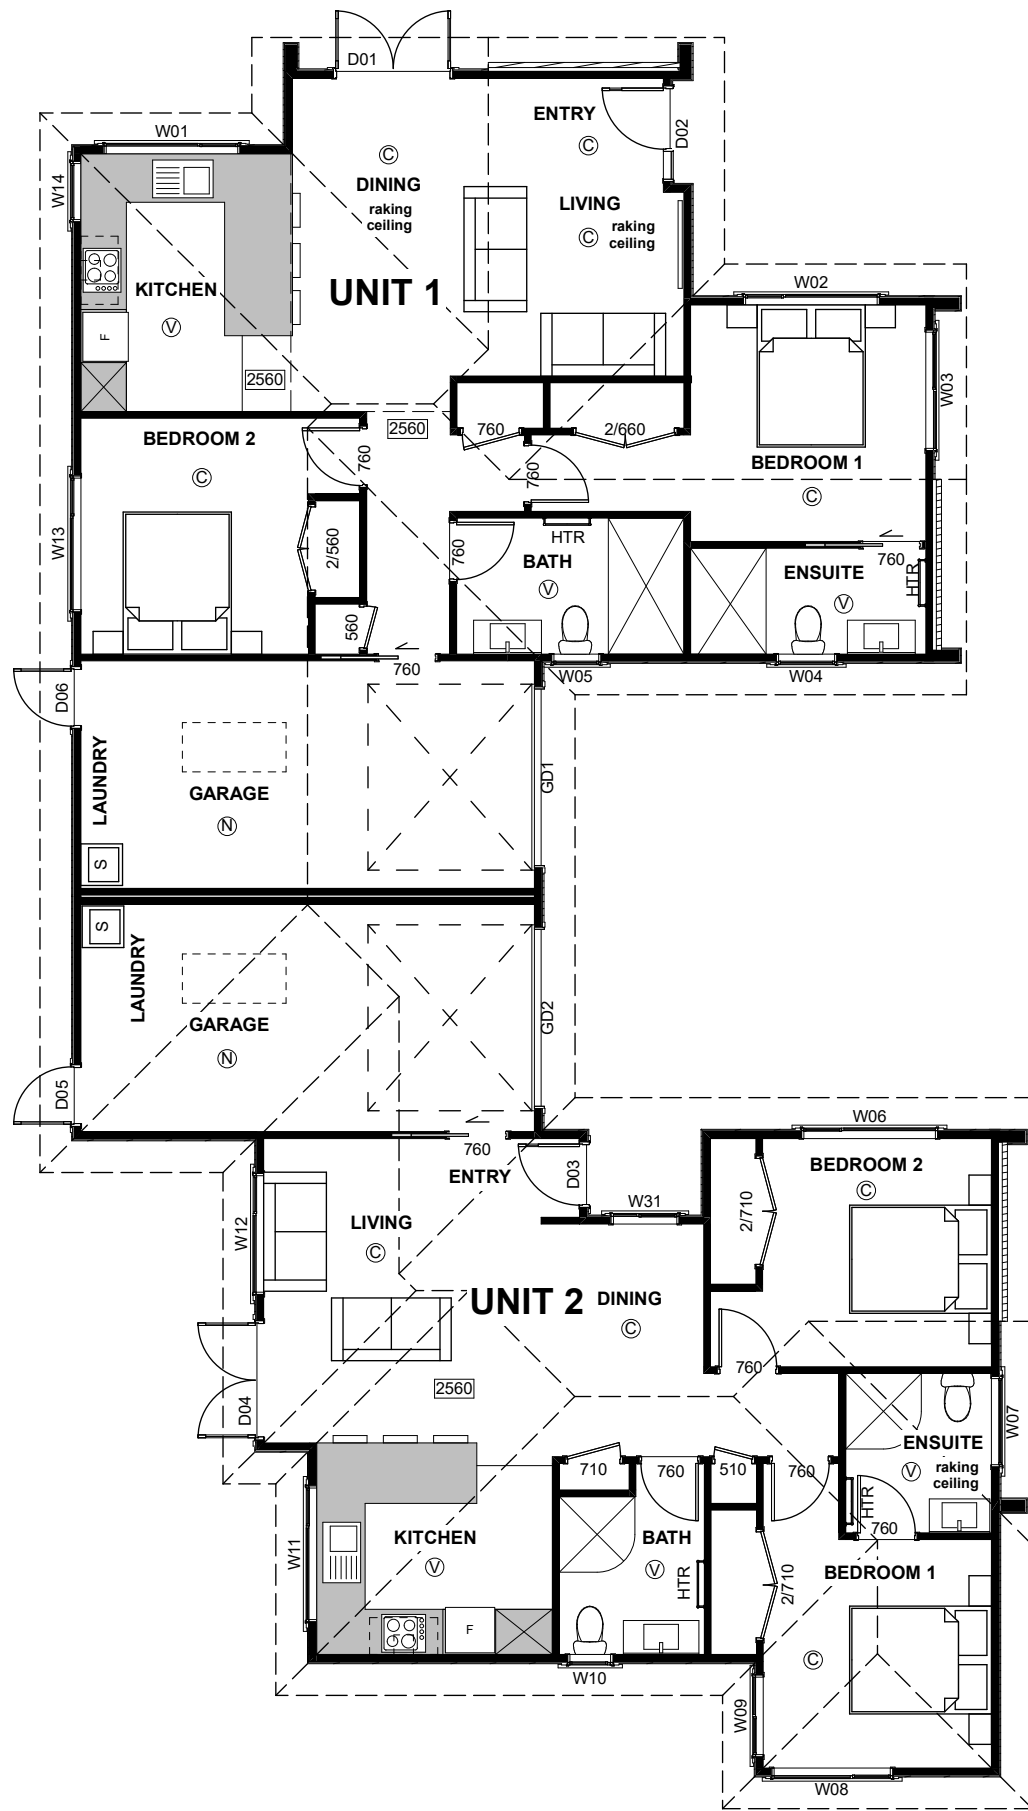 D01
ENTRY
D02
W01
C
C
W14
DINING
raking
ceiling
LIVING
C
raking
ceiling
UNIT 1
KITCHEN
V
F
W02
2560
W03
BEDROOM 2
2560
760
2/660
C
760
760
BEDROOM 1
C
W13
2/560
HTR
760
BATH
V
760
ENSUITE
V
HTR
560
760
W05
W04
D06
LAUNDRY
GARAGE
N
GD1
S
S
LAUNDRY
GARAGE
N
GD2
D05
W06
760
ENTRY
D03
BEDROOM 2
C
W31
2/710
W12
LIVING
C
UNIT 2
DINING
C
760
2560
D04
W07
ENSUITE
V
raking
ceiling
710
760
510
760
HTR
760
W11
KITCHEN
V
BATH
V
HTR
2/710
BEDROOM 1
F
C
W10
W09
W08